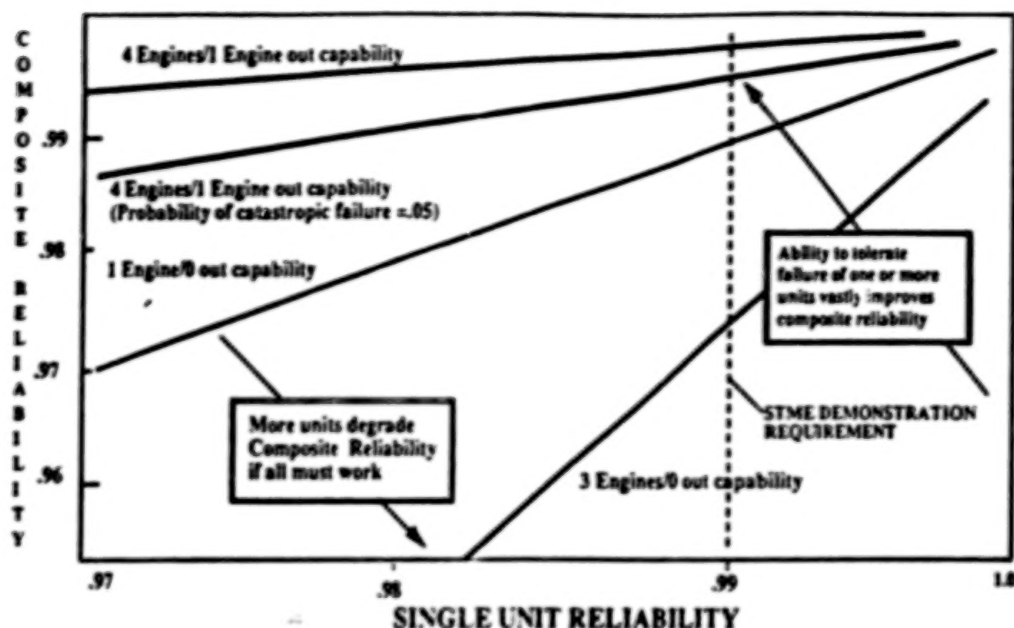 COMPOSITE RELIABILITY
4 Engines/1 Engine out capability
.99
4 Engines/1 Engine out capability
(Probability of catastropic failure =.05)
.98
1 Engine/0 out capability
Ability to tolerate
failure of one or more
units vastly improves
composite reliability
.97
More units degrade
Composite Reliability
if all must work
STME DEMONSTRATION
REQUIREMENT
.96
3 Engines/0 out capability
.97
.98
.99
1.0
SINGLE UNIT RELIABILITY